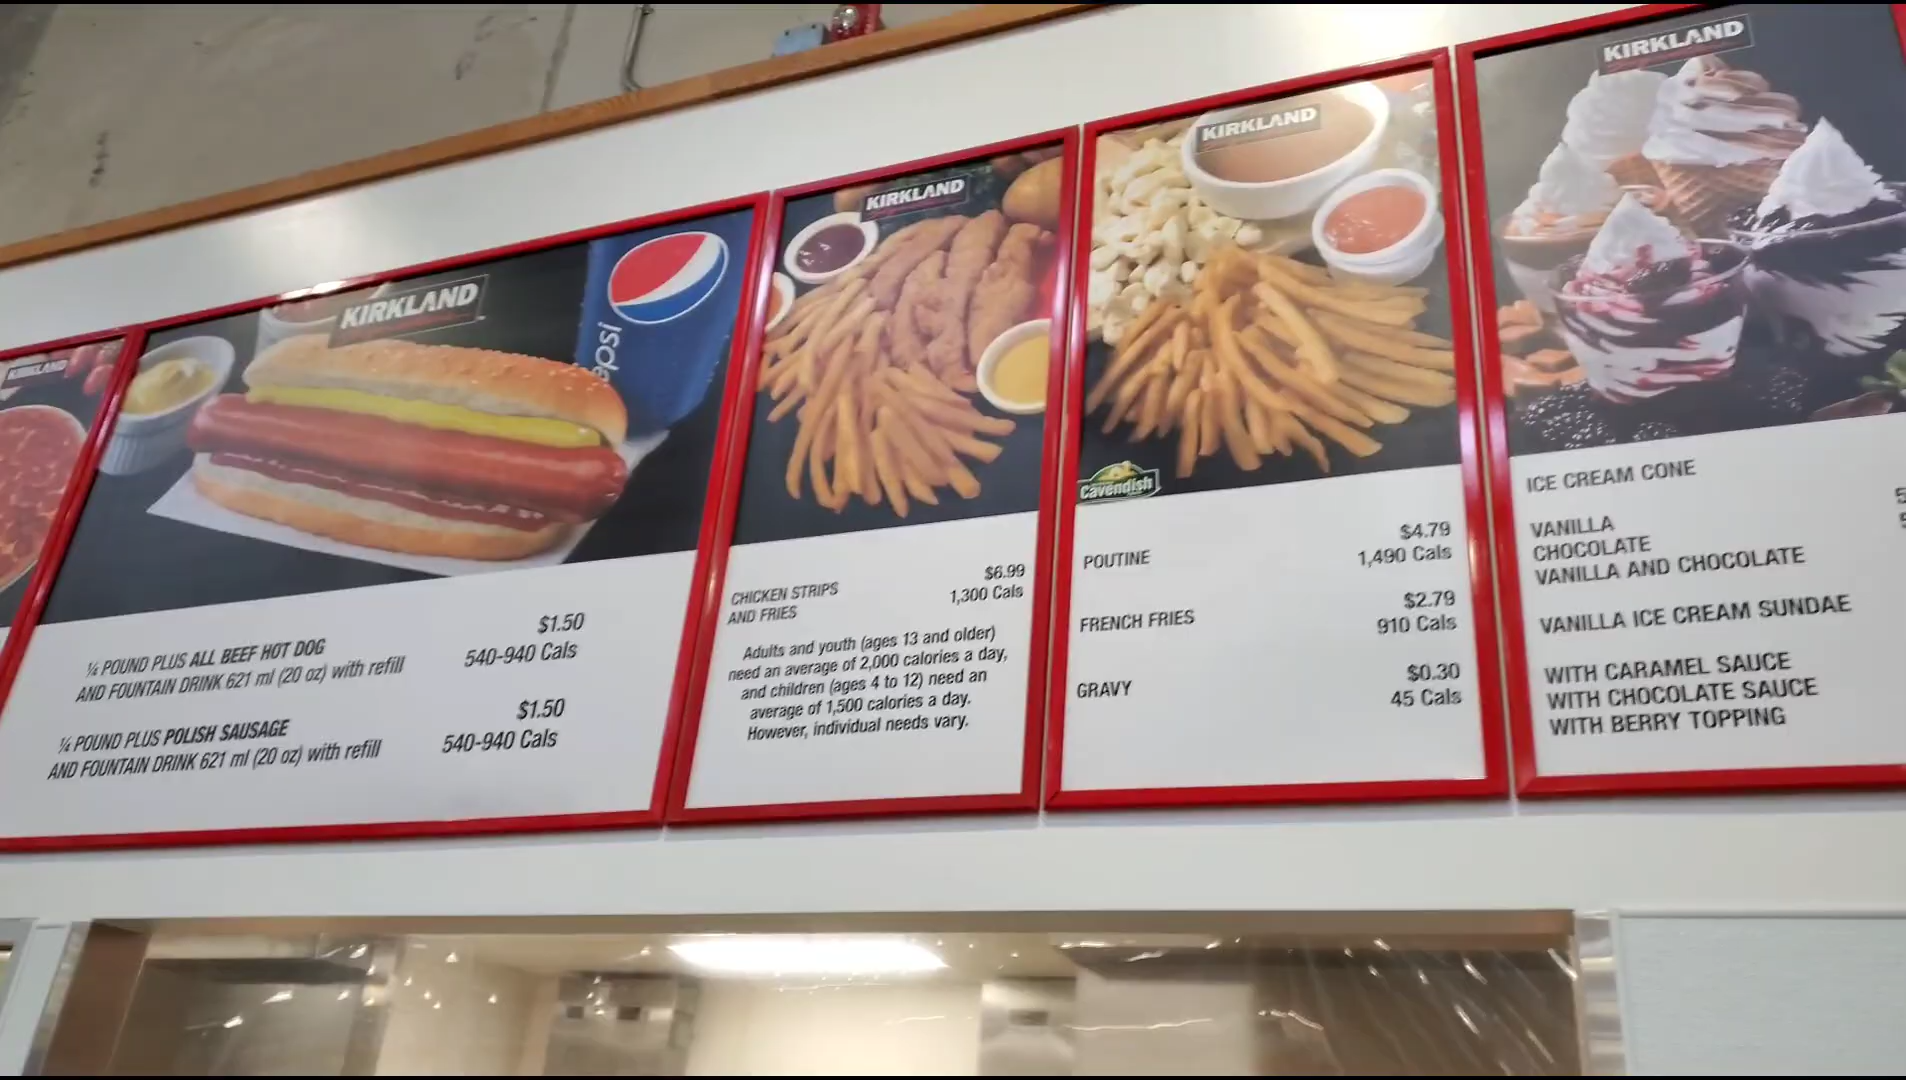 KIRKLAND
KIRKLAND
epsi
1/4 POUND PLUS ALL BEEF HOT DOG
AND FOUNTAIN DRINK 621 ml (20 oz) with refill
$1.50
540-940 Cals
1/4 POUND PLUS POLISH SAUSAGE
AND FOUNTAIN DRINK 621 ml (20 oz) with refill
$1.50
540-940 Cals
KIRKLAND
CHICKEN STRIPS
AND FRIES
$6.99
1,300 Cals
Adults and youth (ages 13 and older)
need an average of 2,000 calories a day,
and children (ages 4 to 12) need an
average of 1,500 calories a day.
However, individual needs vary.
KIRKLAND
Cavendish
POUTINE
$4.79
1,490 Cals
FRENCH FRIES
$2.79
910 Cals
GRAVY
$0.30
45 Cals
KIRKLAND
ICE CREAM CONE
VANILLA
CHOCOLATE
VANILLA AND CHOCOLATE
VANILLA ICE CREAM SUNDAE
WITH CARAMEL SAUCE
WITH CHOCOLATE SAUCE
WITH BERRY TOPPING